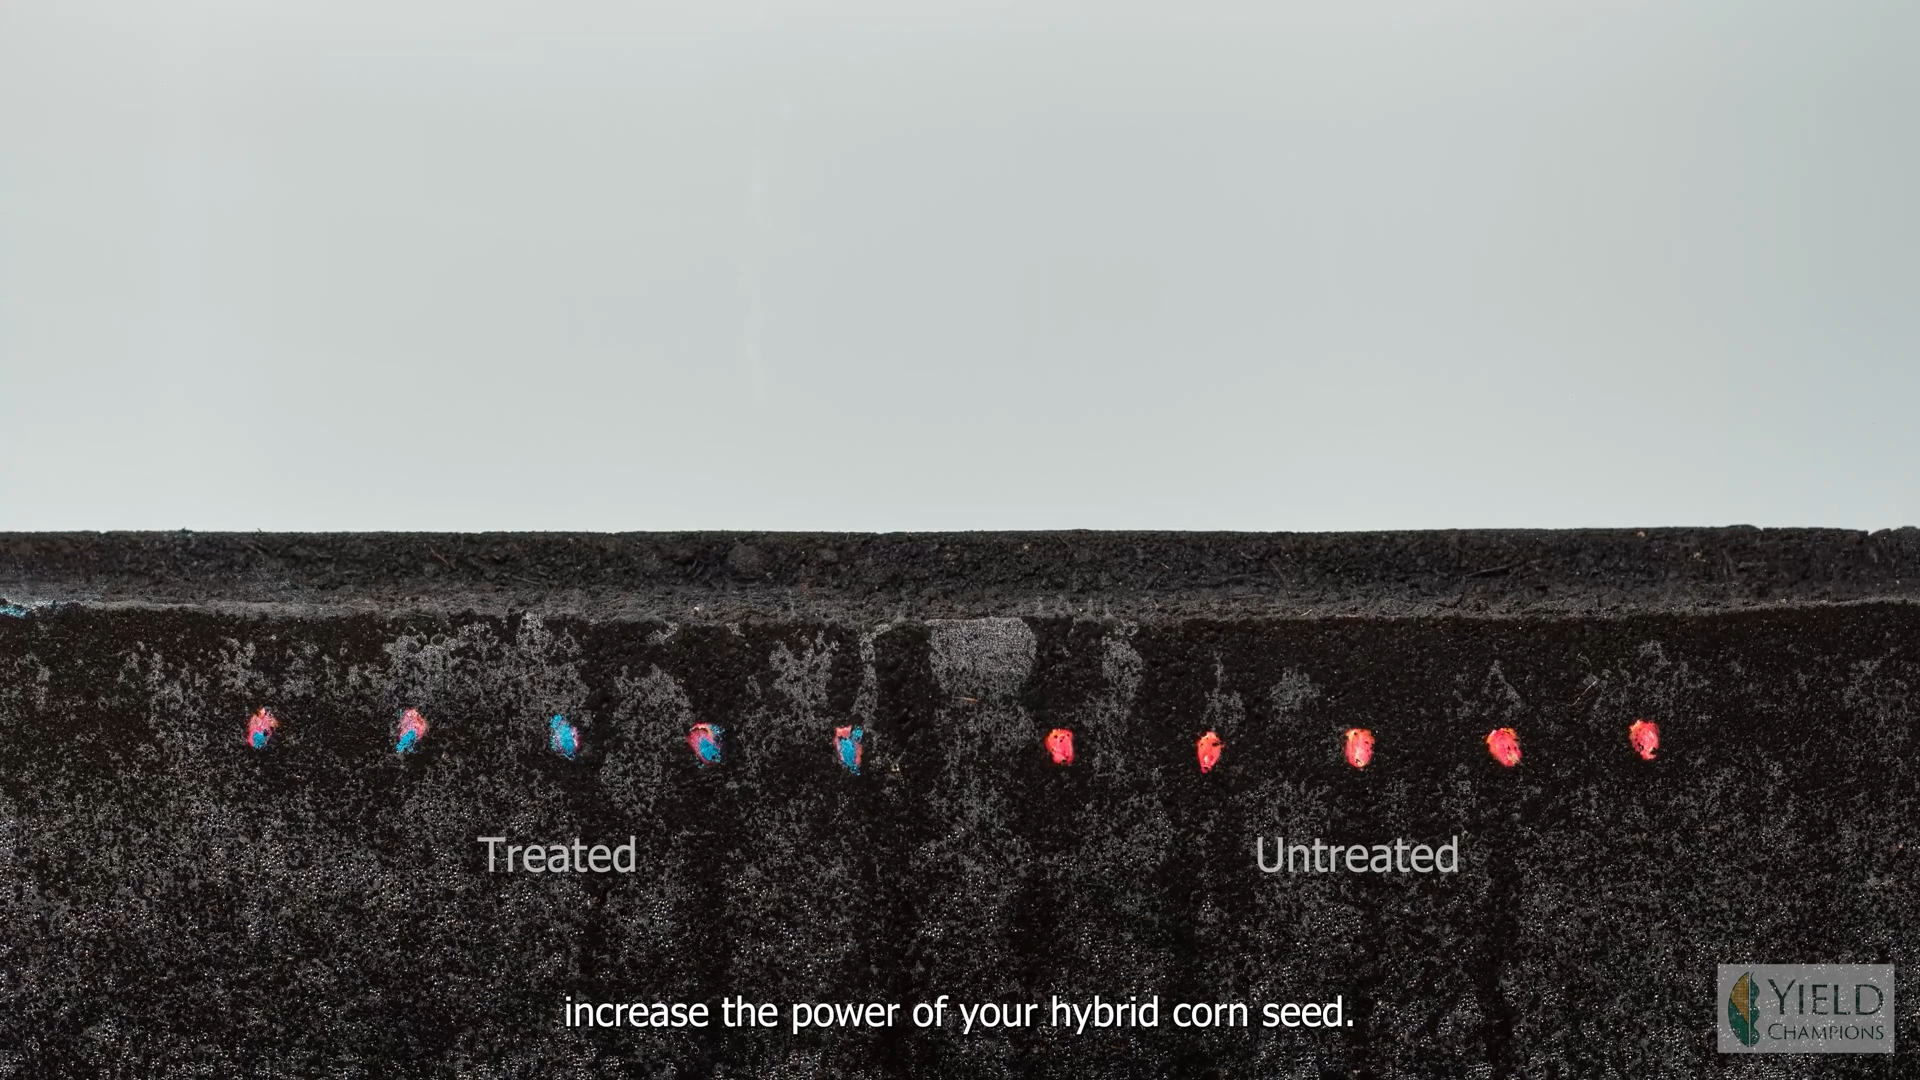 Treated
Untreated
increase the power of your hybrid corn seed.
YIELD
CHAMPIONS